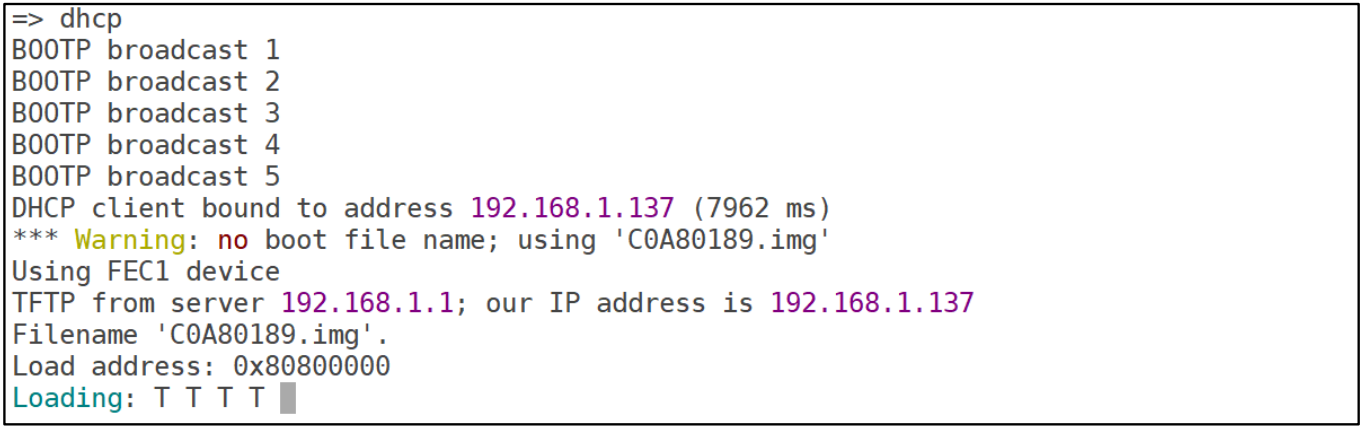 => dhcp
BOOTP broadcast 1
BOOTP broadcast 2
BOOTP broadcast 3
BOOTP broadcast 4
BOOTP broadcast 5
DHCP client bound to address 192.168.1.137 (7962 ms)
*** Warning: no boot file name; using 'C0A80189.img'
Using FEC1 device
TFTP from server 192.168.1.1; our IP address is 192.168.1.137
Filename 'C0A80189.img'.
Load address: 0x80800000
Loading: T T T T